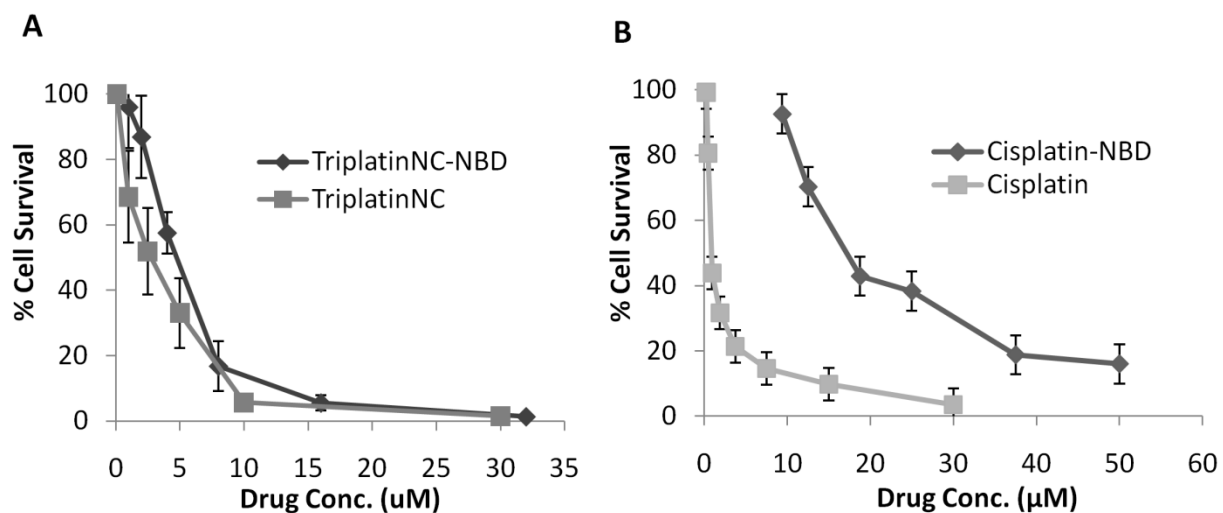 A
% Cell Survival
100
80
60
40
20
0
0 5 10 15 20 25 30 35
Drug Conc. (uM)
TriplatinNC-NBD
TriplatinNC
B
% Cell Survival
100
80
60
40
20
0
0 10 20 30 40 50 60
Drug Conc. (µM)
Cisplatin-NBD
Cisplatin